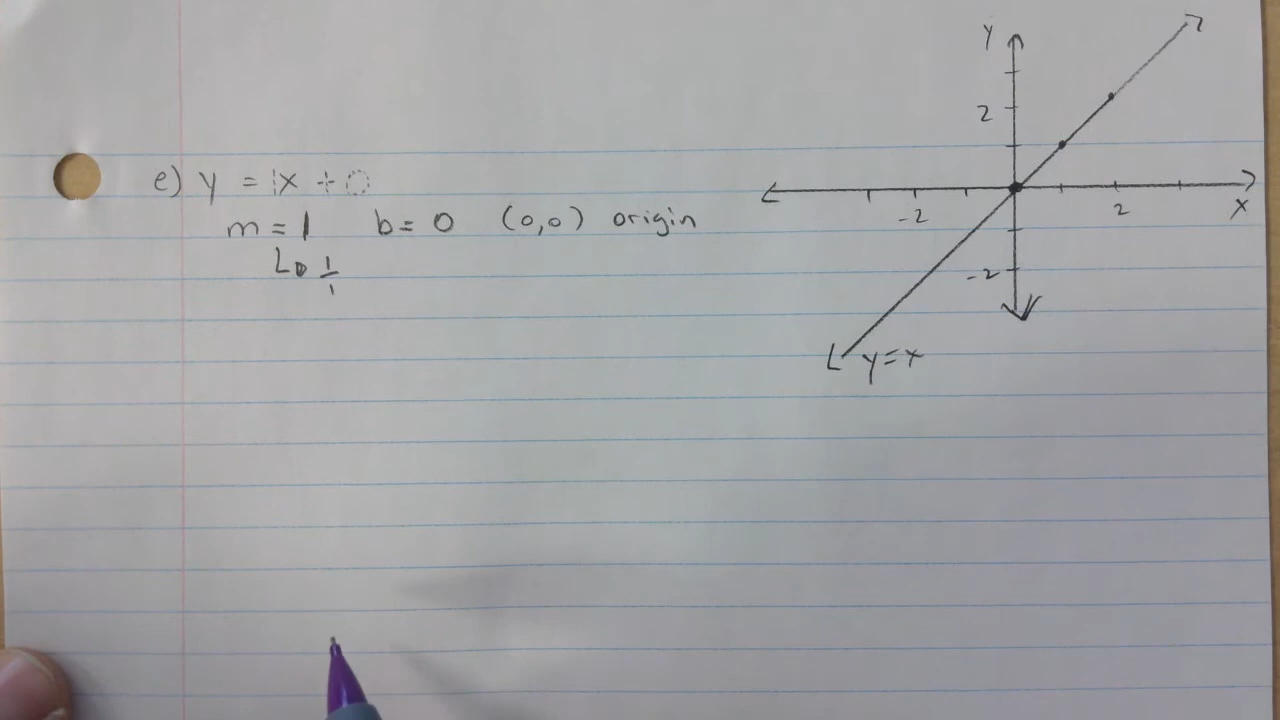 e) y = 1x + 0
m = 1 b = 0 (0,0) origin
1/1
y
2
-2
2
x
-2
y=x